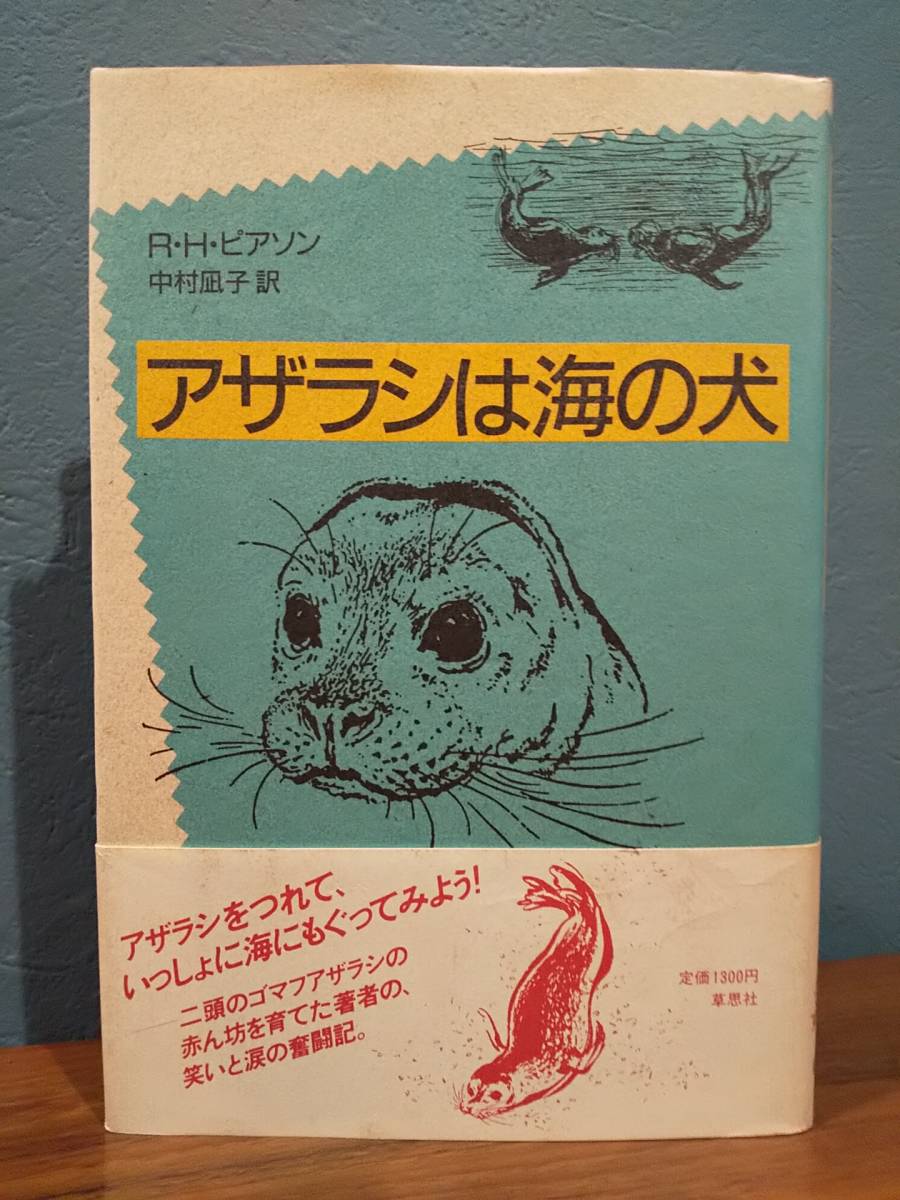 R・H・ピアソン
中村凪子 訳
アザラシは海の犬
アザラシをつれて、
いっしょに海にもぐってみよう！
二頭のゴマフアザラシの
赤ん坊を育てた著者の、
笑いと涙の奮闘記。
定価1300円
草思社